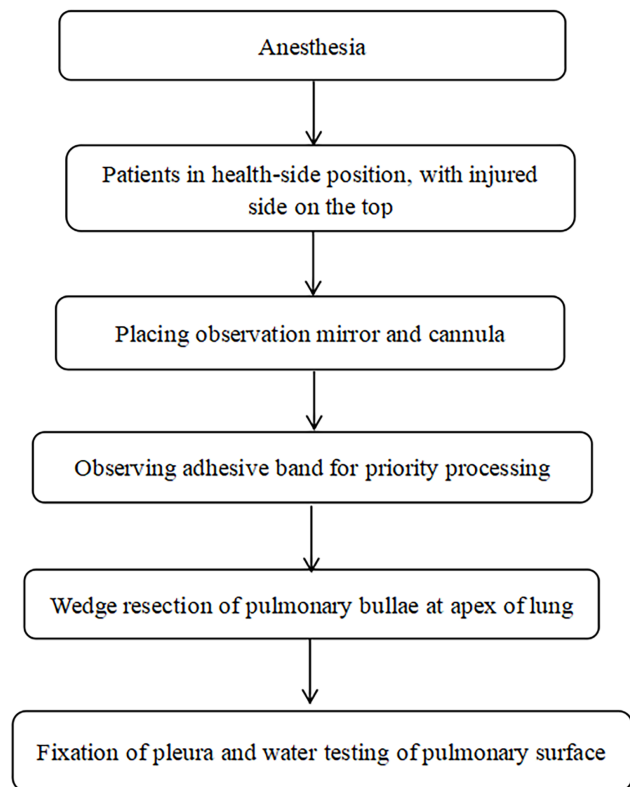 Anesthesia
Patients in health-side position, with injured
side on the top
Placing observation mirror and cannula
Observing adhesive band for priority processing
Wedge resection of pulmonary bullae at apex of lung
Fixation of pleura and water testing of pulmonary surface